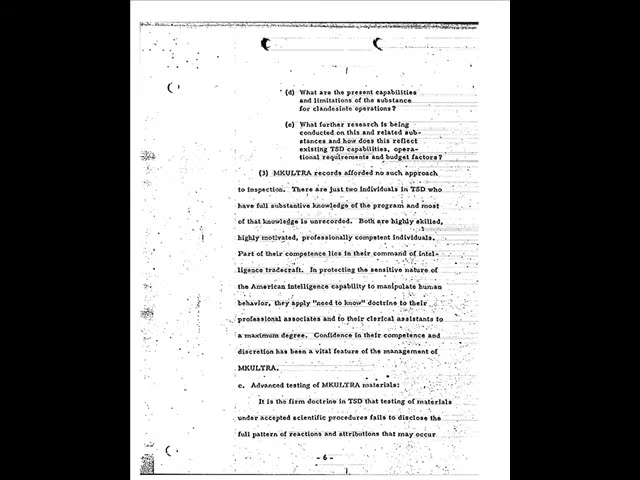 (d) What are the present capabilities
and limitations of the substance
for clandesinte operations?
(e) What further research is being
conducted on this and related sub-
stances and how does this reflect
existing TSD capabilities, opera-
tional requirements and budget factors?
(3) MKULTRA records afforded no such approach
to inspection. There are just two individuals in TSD who
have full substantive knowledge of the program and most
of that knowledge is unrecorded. Both are highly skilled,
highly motivated, professionally competent individuals.
Part of their competence lies in their command of intel-
ligence tradecraft. In protecting the sensitive nature of
the American intelligence capability to manipulate human
behavior, they apply "need to know" doctrine to their
professional associates and to their clerical assistants to
a maximum degree. Confidence in their competence and
discretion has been a vital feature of the management of
MKULTRA.
c. Advanced testing of MKULTRA materials:
It is the firm doctrine in TSD that testing of materials
under accepted scientific procedures fails to disclose the
full pattern of reactions and attributions that may occur
- 6 -